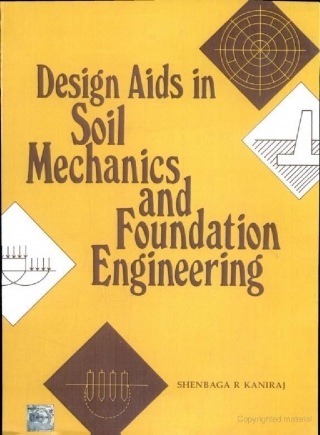 Design Aids in
Soil
Mechanics
and
Foundation
Engineering
SHENBAGA R KANIRAJ
Copyrighted material